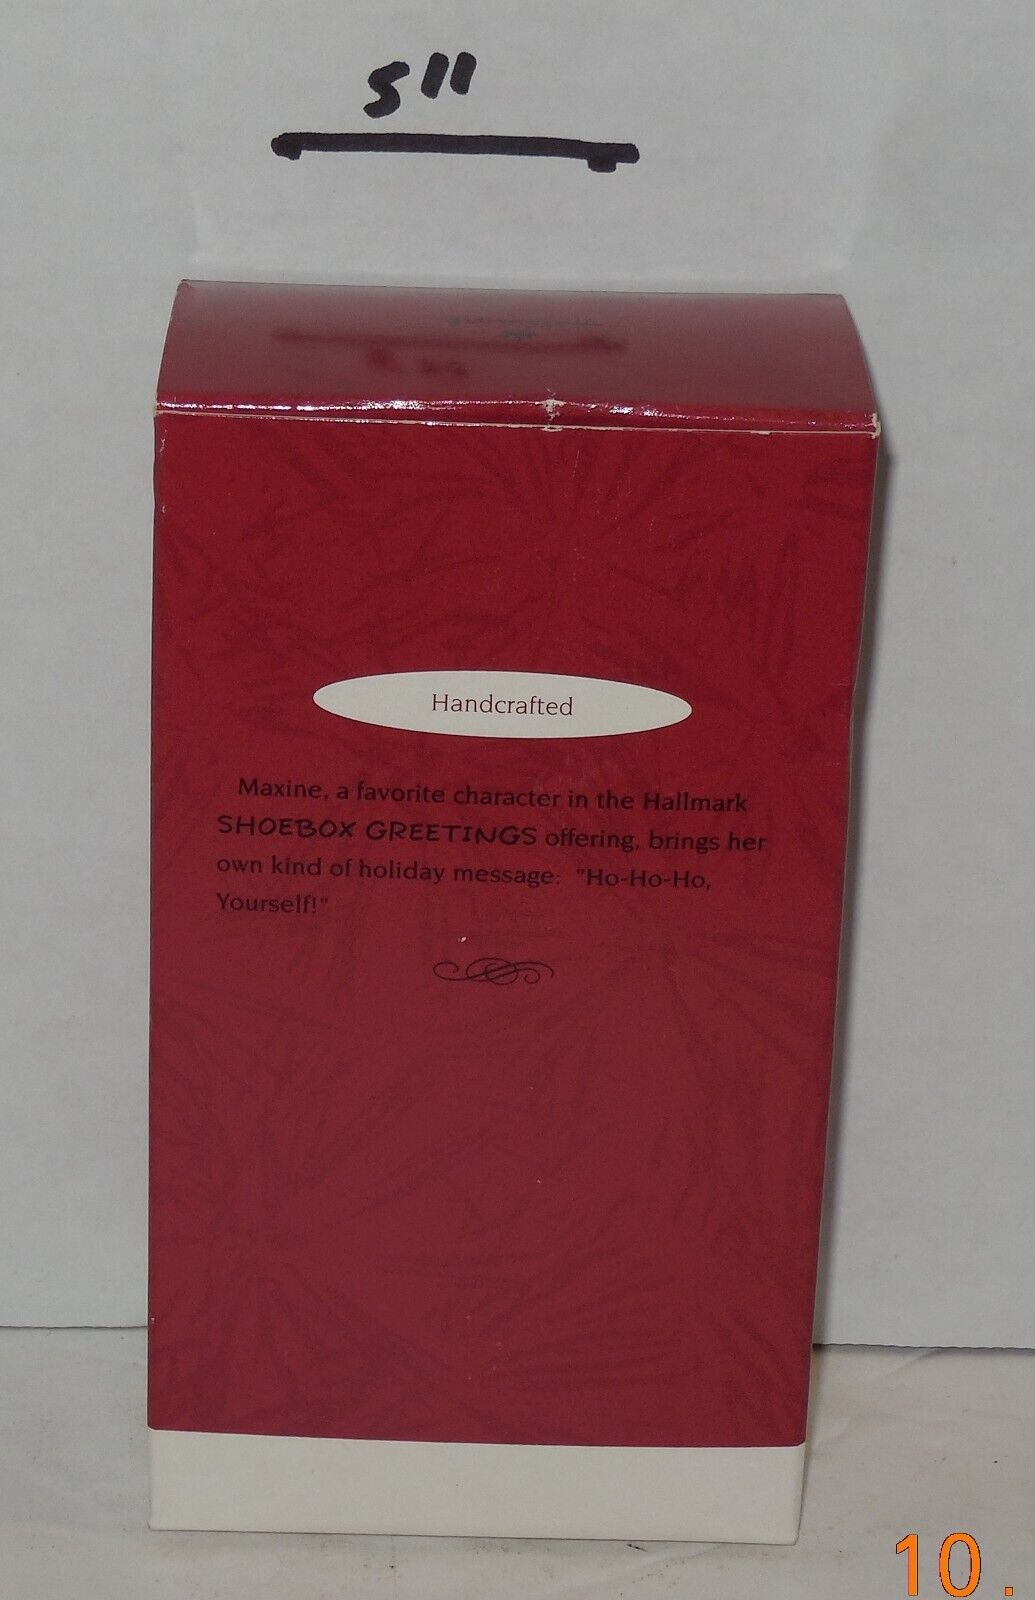 5"
Handcrafted
Maxine, a favorite character in the Hallmark
SHOEBOX GREETINGS offering, brings her
own kind of holiday message: "Ho-Ho-Ho,
Yourself!"
10.